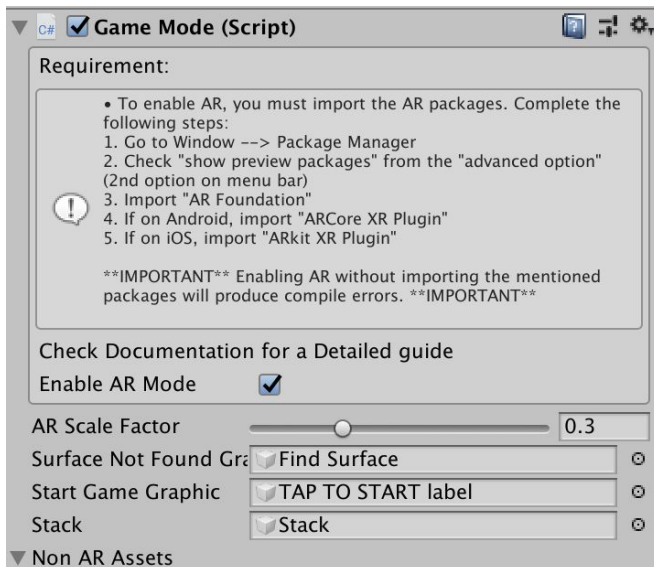 C# Game Mode (Script)
Requirement:
• To enable AR, you must import the AR packages. Complete the
following steps:
1. Go to Window --> Package Manager
2. Check "show preview packages" from the "advanced option"
(2nd option on menu bar)
3. Import "AR Foundation"
4. If on Android, import "ARCore XR Plugin"
5. If on iOS, import "ARkit XR Plugin"
**IMPORTANT** Enabling AR without importing the mentioned
packages will produce compile errors. **IMPORTANT**
Check Documentation for a Detailed guide
Enable AR Mode
AR Scale Factor 0.3
Surface Not Found Gra Find Surface
Start Game Graphic TAP TO START label
Stack Stack
Non AR Assets